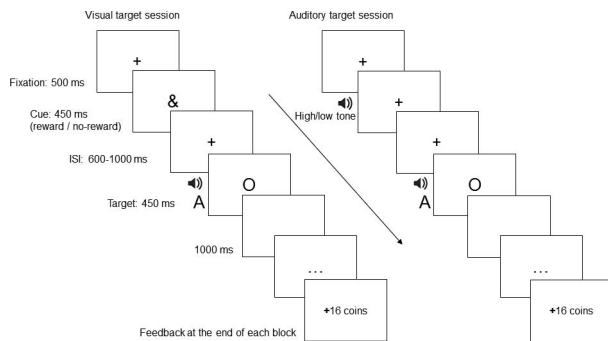 Visual target session
Auditory target session
+
+
Fixation: 500 ms
&
+
Cue: 450 ms
(reward / no-reward)
High/low tone
+
+
ISI: 600-1000 ms
O
O
A
A
Target: 450 ms
1000 ms
...
...
+16 coins
+16 coins
Feedback at the end of each block